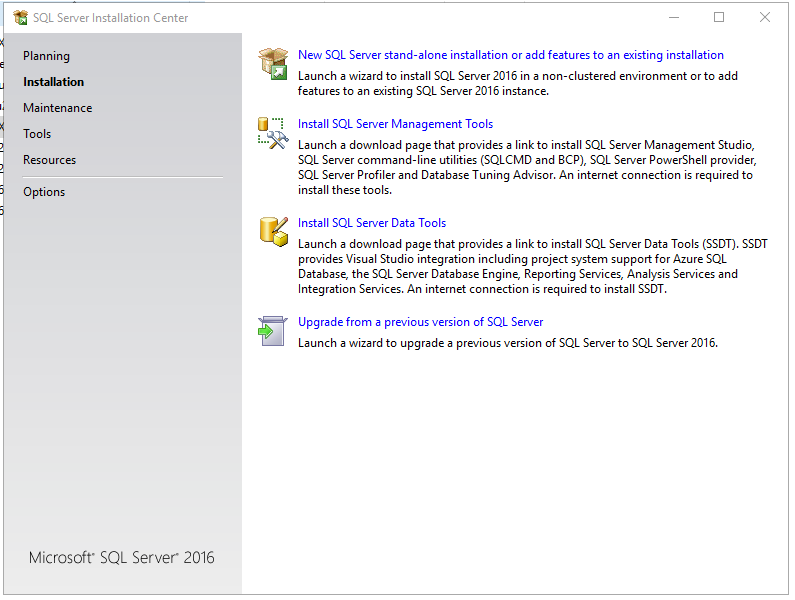 SQL Server Installation Center
Planning
Installation
Maintenance
Tools
Resources
Options
New SQL Server stand-alone installation or add features to an existing installation
Launch a wizard to install SQL Server 2016 in a non-clustered environment or to add
features to an existing SQL Server 2016 instance.
Install SQL Server Management Tools
Launch a download page that provides a link to install SQL Server Management Studio,
SQL Server command-line utilities (SQLCMD and BCP), SQL Server PowerShell provider,
SQL Server Profiler and Database Tuning Advisor. An internet connection is required to
install these tools.
Install SQL Server Data Tools
Launch a download page that provides a link to install SQL Server Data Tools (SSDT). SSDT
provides Visual Studio integration including project system support for Azure SQL
Database, the SQL Server Database Engine, Reporting Services, Analysis Services and
Integration Services. An internet connection is required to install SSDT.
Upgrade from a previous version of SQL Server
Launch a wizard to upgrade a previous version of SQL Server to SQL Server 2016.
Microsoft® SQL Server® 2016